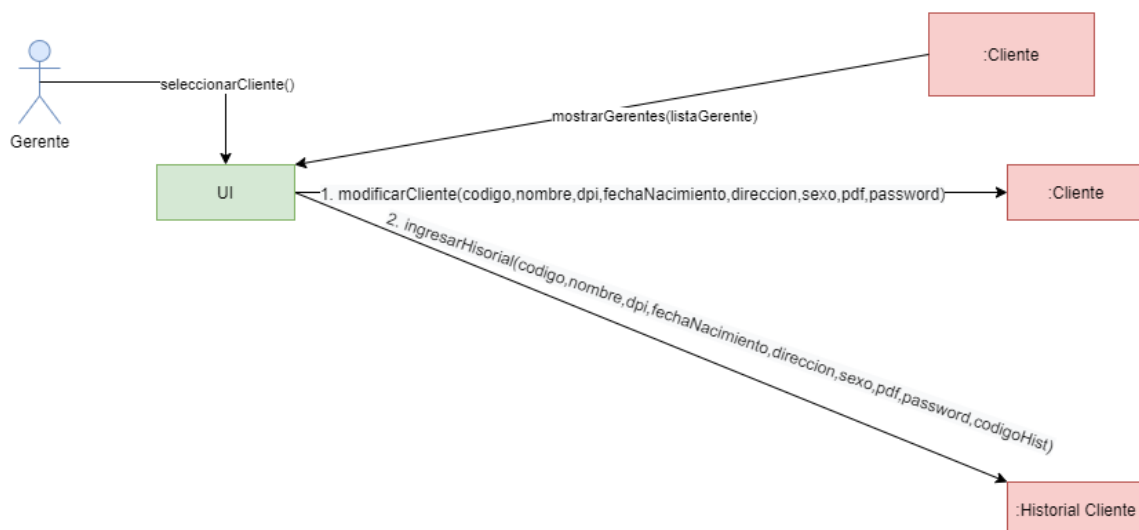 :Cliente
seleccionarCliente()
mostrarGerentes(listaGerente)
Gerente
UI
1. modificarCliente(codigo,nombre,dpi,fechaNacimiento,direccion,sexo,pdf,password)
:Cliente
2. ingresarHisorial(codigo,nombre,dpi,fechaNacimiento,direccion,sexo,pdf,password,codigoHist)
:Historial Cliente